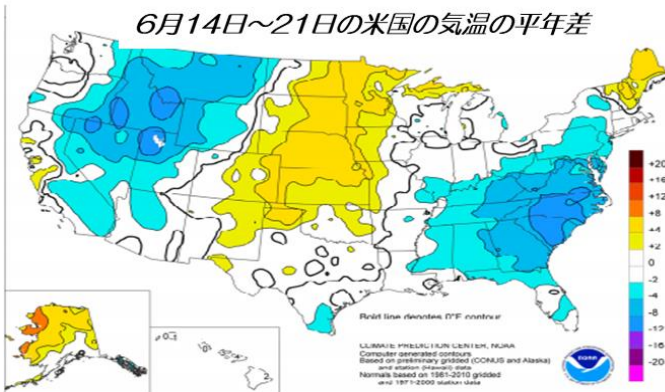 6月14日～21日の米国の気温の平年差
+20
+16
+12
+8
+4
+2
0
-2
-4
-8
-12
-16
-20
Bold line denotes 0°F contour
CLIMATE PREDICTION CENTER, NOAA
Computer generated contours
Based on preliminary gridded (CONUS and Alaska)
and station (Hawaii) data
Normals based on 1981-2010 gridded
and 1971-2000 station data
NOAA